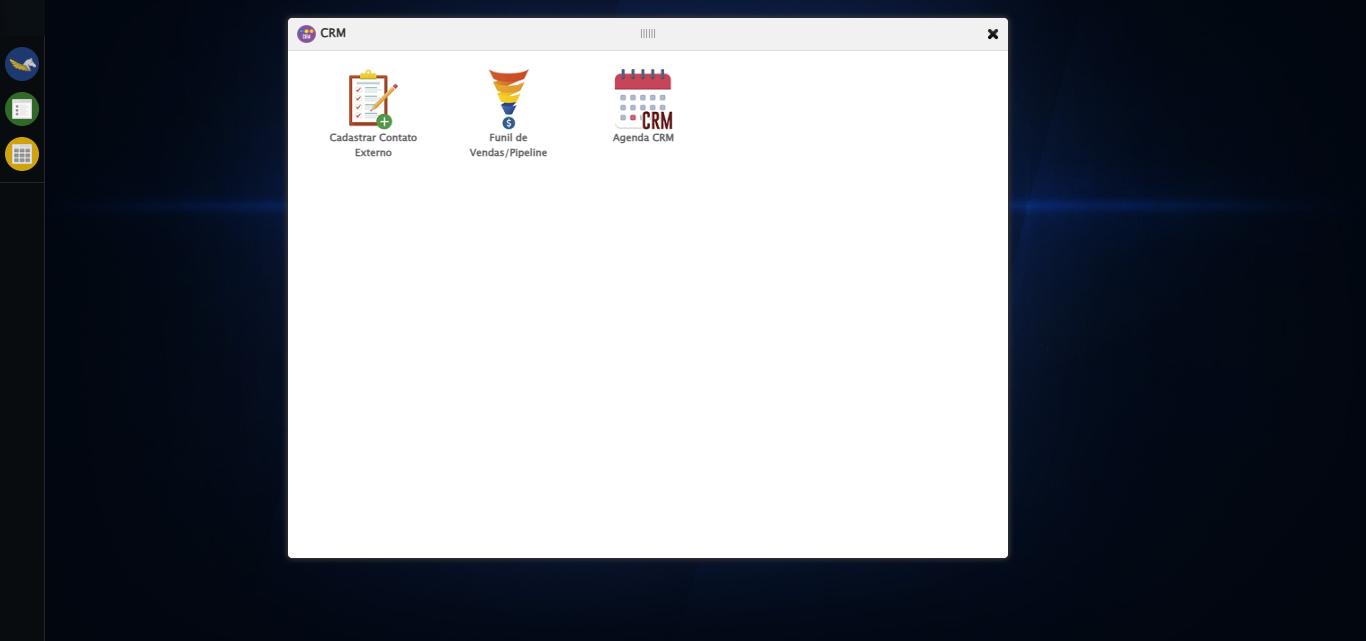 CRM
Cadastrar Contato
Externo
Funil de
Vendas/Pipeline
CRM
Agenda CRM